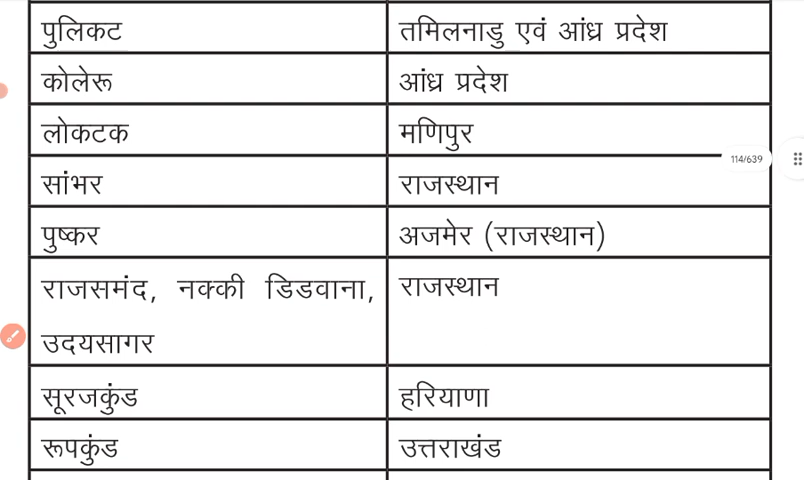 पुलिकट तमिलनाडु एवं आंध्र प्रदेश
कोलेरू आंध्र प्रदेश
लोकटक मणिपुर
114/639
सांभर राजस्थान
पुष्कर अजमेर (राजस्थान)
राजसमंद, नक्की डिडवाना, राजस्थान
उदयसागर
सूरजकुंड हरियाणा
रूपकुंड उत्तराखंड